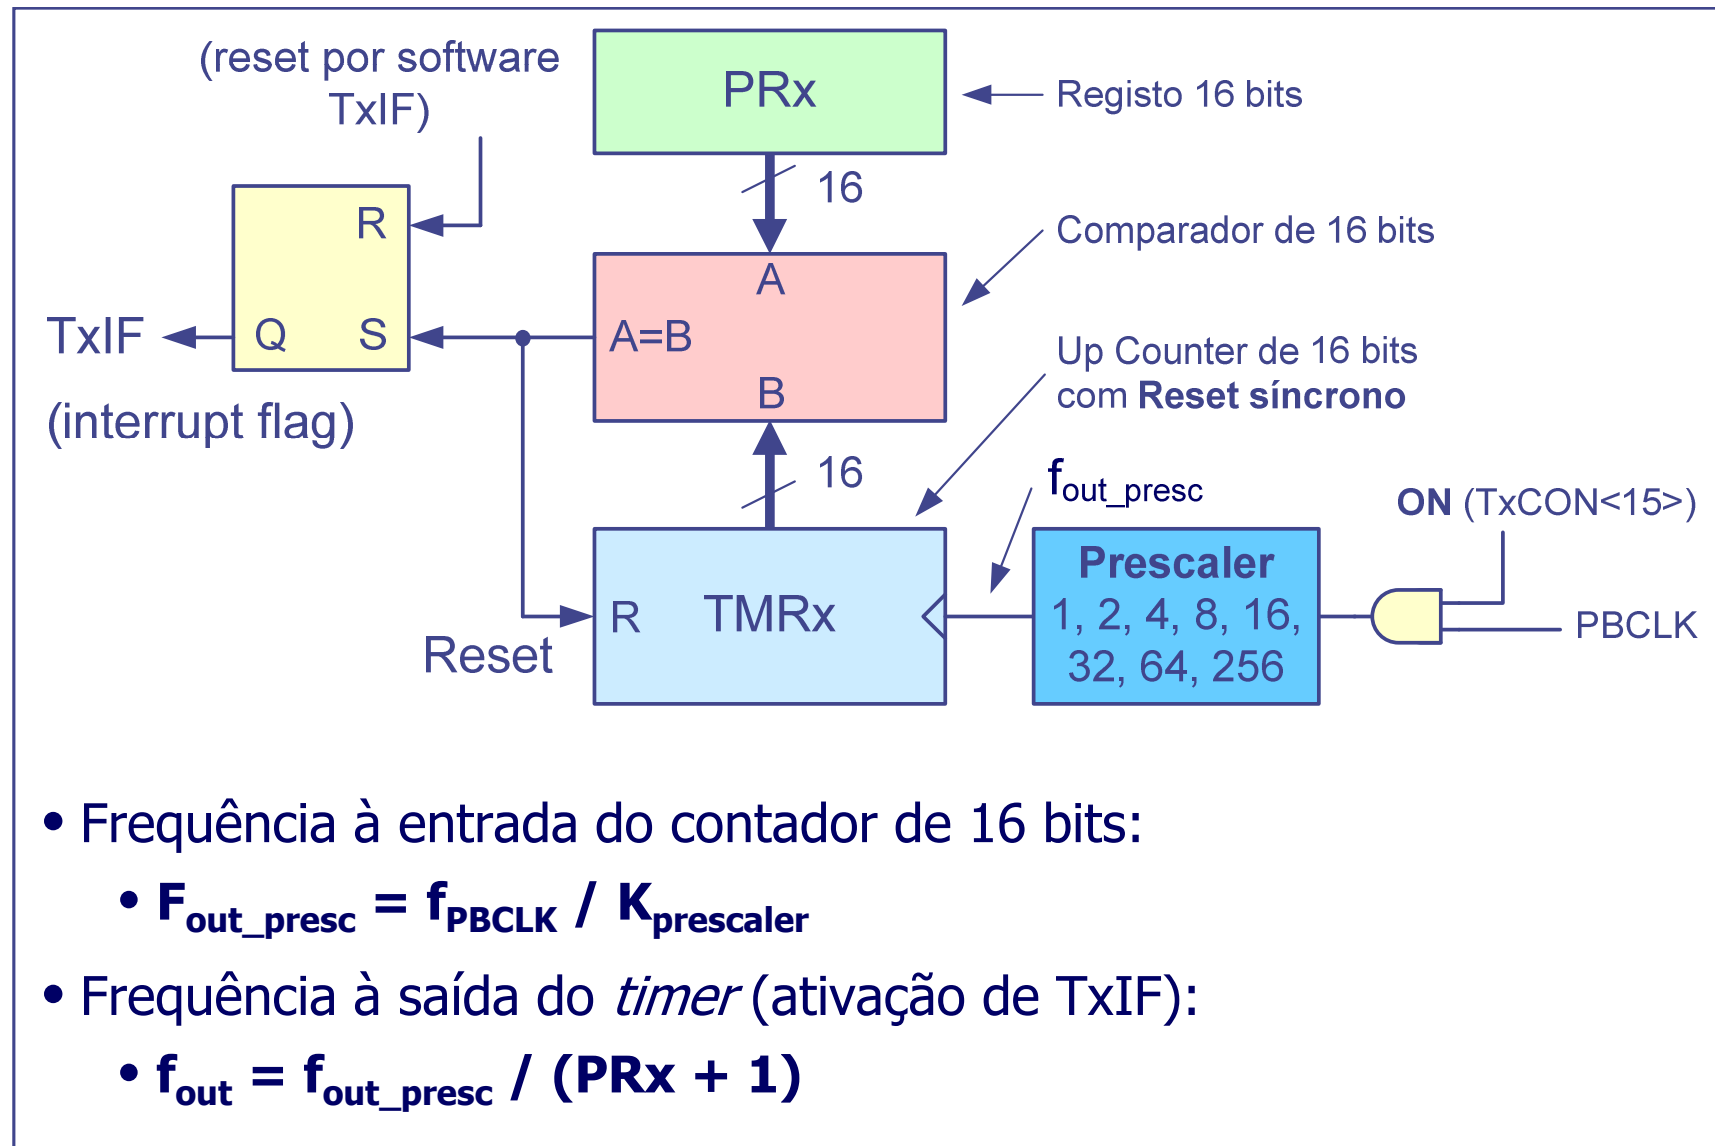 (reset por software
TxIF)
PRx
Registo 16 bits
16
R
Comparador de 16 bits
A
TxIF
Q
S
A=B
B
Up Counter de 16 bits
com Reset síncrono
(interrupt flag)
16
fout_presc
ON (TxCON<15>)
Prescaler
1, 2, 4, 8, 16,
32, 64, 256
R
TMRx
PBCLK
Reset
• Frequência à entrada do contador de 16 bits:
• Fout_presc = fPBCLK / Kprescaler
• Frequência à saída do timer (ativação de TxIF):
• fout = fout_presc / (PRx + 1)